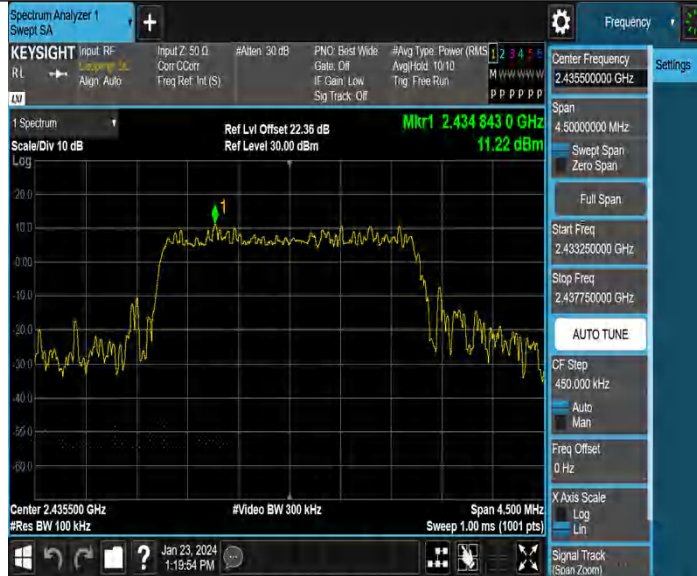 Spectrum Analyzer 1
Swept SA
Frequency
KEYSIGHT
RL
Input: RF
Align: Auto
Input Z: 50 Ω
Corr CCorr
Freq Ref: Int (S)
#Atten: 30 dB
PNO: Best Wide
Gate: Off
IF Gain: Low
Sig Track: Off
#Avg Type: Power (RMS
Avg|Hold: 10/10
Trig: Free Run
1 2 3 4 5 6
M W W W W W
P P P P P P
1 Spectrum
Scale/Div 10 dB
Ref Lvl Offset 22.36 dB
Ref Level 30.00 dBm
Mkr1 2.434 843 0 GHz
11.22 dBm
Log
20.0
10.0
0.00
-10.0
-20.0
-30.0
-40.0
-50.0
-60.0
1
Center 2.435500 GHz
#Res BW 100 kHz
#Video BW 300 kHz
Span 4.500 MHz
Sweep 1.00 ms (1001 pts)
Jan 23, 2024
1:19:54 PM
Center Frequency
2.435500000 GHz
Settings
Span
4.50000000 MHz
Swept Span
Zero Span
Full Span
Start Freq
2.433250000 GHz
Stop Freq
2.437750000 GHz
AUTO TUNE
CF Step
450.000 kHz
Auto
Man
Freq Offset
0 Hz
X Axis Scale
Log
Lin
Signal Track
(Span Zoom)